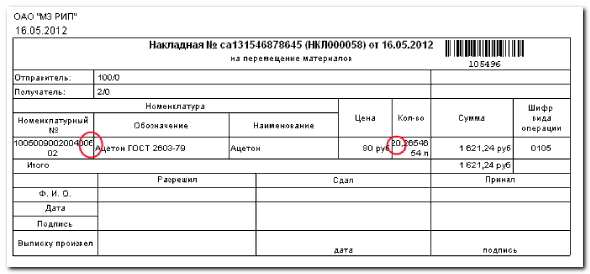 ОАО "МЗ РИП"
16.05.2012
Накладная № са131546878645 (НКЛ000058) от 16.05.2012
на перемещение материалов
105496
Отправитель: 100/0
Получатель: 2/0
Номенклатура Цена Кол-во Сумма Шифр вида операции
Номенклатурный № Обозначение Наименование
1005009002004006 Ацетон ГОСТ 2603-79 Ацетон 80 руб 20,26548 1 621,24 руб 0105
02 54 л
Итого 1 621,24 руб
Разрешил Сдал Принял
Ф. И. О.
Дата
Подпись
Выписку произвел дата подпись